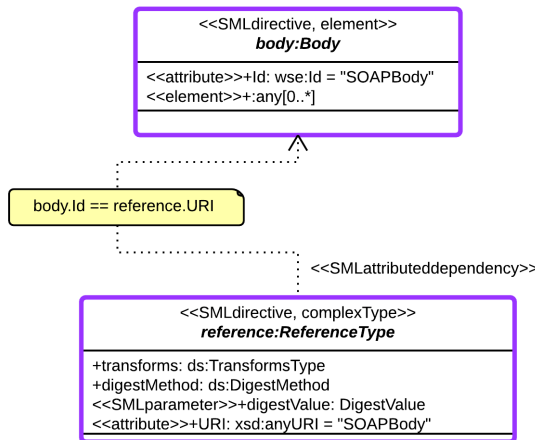 <<SMLdirective, element>>
body:Body
<<attribute>>+Id: wse:Id = "SOAPBody"
<<element>>+:any[0..*]
body.Id == reference.URI
<<SMLattributeddependency>>
<<SMLdirective, complexType>>
reference:ReferenceType
+transforms: ds:TransformsType
+digestMethod: ds:DigestMethod
<<SMLparameter>>+digestValue: DigestValue
<<attribute>>+URI: xsd:anyURI = "SOAPBody"